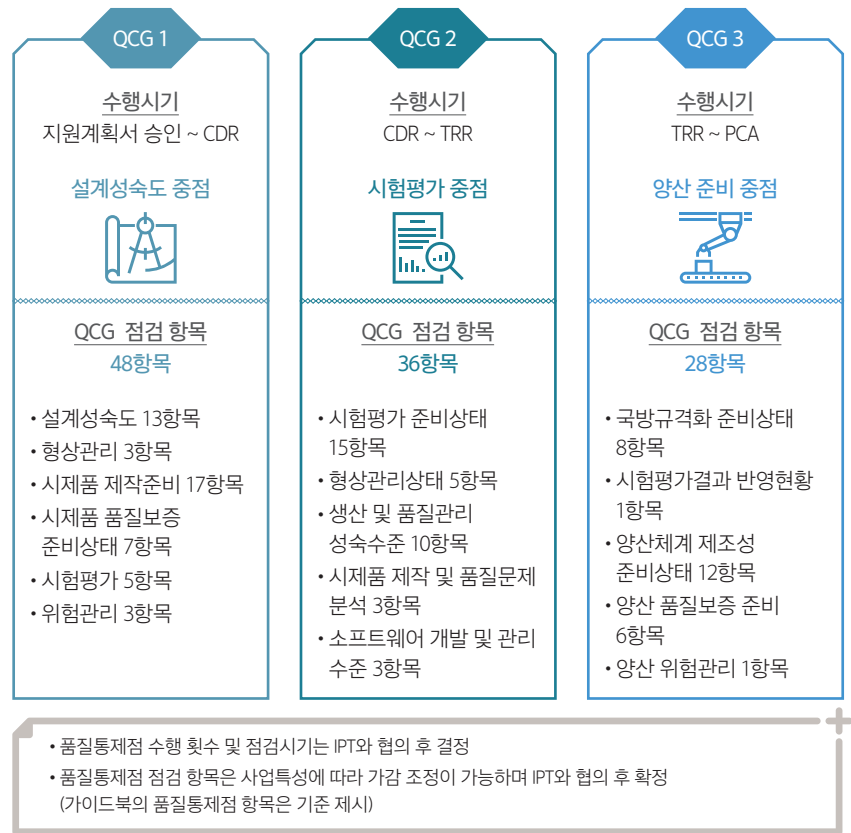 QCG 1
수행시기
지원계획서 승인 ~ CDR
설계성숙도 중점
QCG 점검 항목
48항목
• 설계성숙도 13항목
• 형상관리 3항목
• 시제품 제작준비 17항목
• 시제품 품질보증
준비상태 7항목
• 시험평가 5항목
• 위험관리 3항목
QCG 2
수행시기
CDR ~ TRR
시험평가 중점
QCG 점검 항목
36항목
• 시험평가 준비상태
15항목
• 형상관리상태 5항목
• 생산 및 품질관리
성숙수준 10항목
• 시제품 제작 및 품질문제
분석 3항목
• 소프트웨어 개발 및 관리
수준 3항목
QCG 3
수행시기
TRR ~ PCA
양산 준비 중점
QCG 점검 항목
28항목
• 국방규격화 준비상태
8항목
• 시험평가결과 반영현황
1항목
• 양산체계 제조성
준비상태 12항목
• 양산 품질보증 준비
6항목
• 양산 위험관리 1항목
• 품질통제점 수행 횟수 및 점검시기는 IPT와 협의 후 결정
• 품질통제점 점검 항목은 사업특성에 따라 가감 조정이 가능하며 IPT와 협의 후 확정
(가이드북의 품질통제점 항목은 기준 제시)